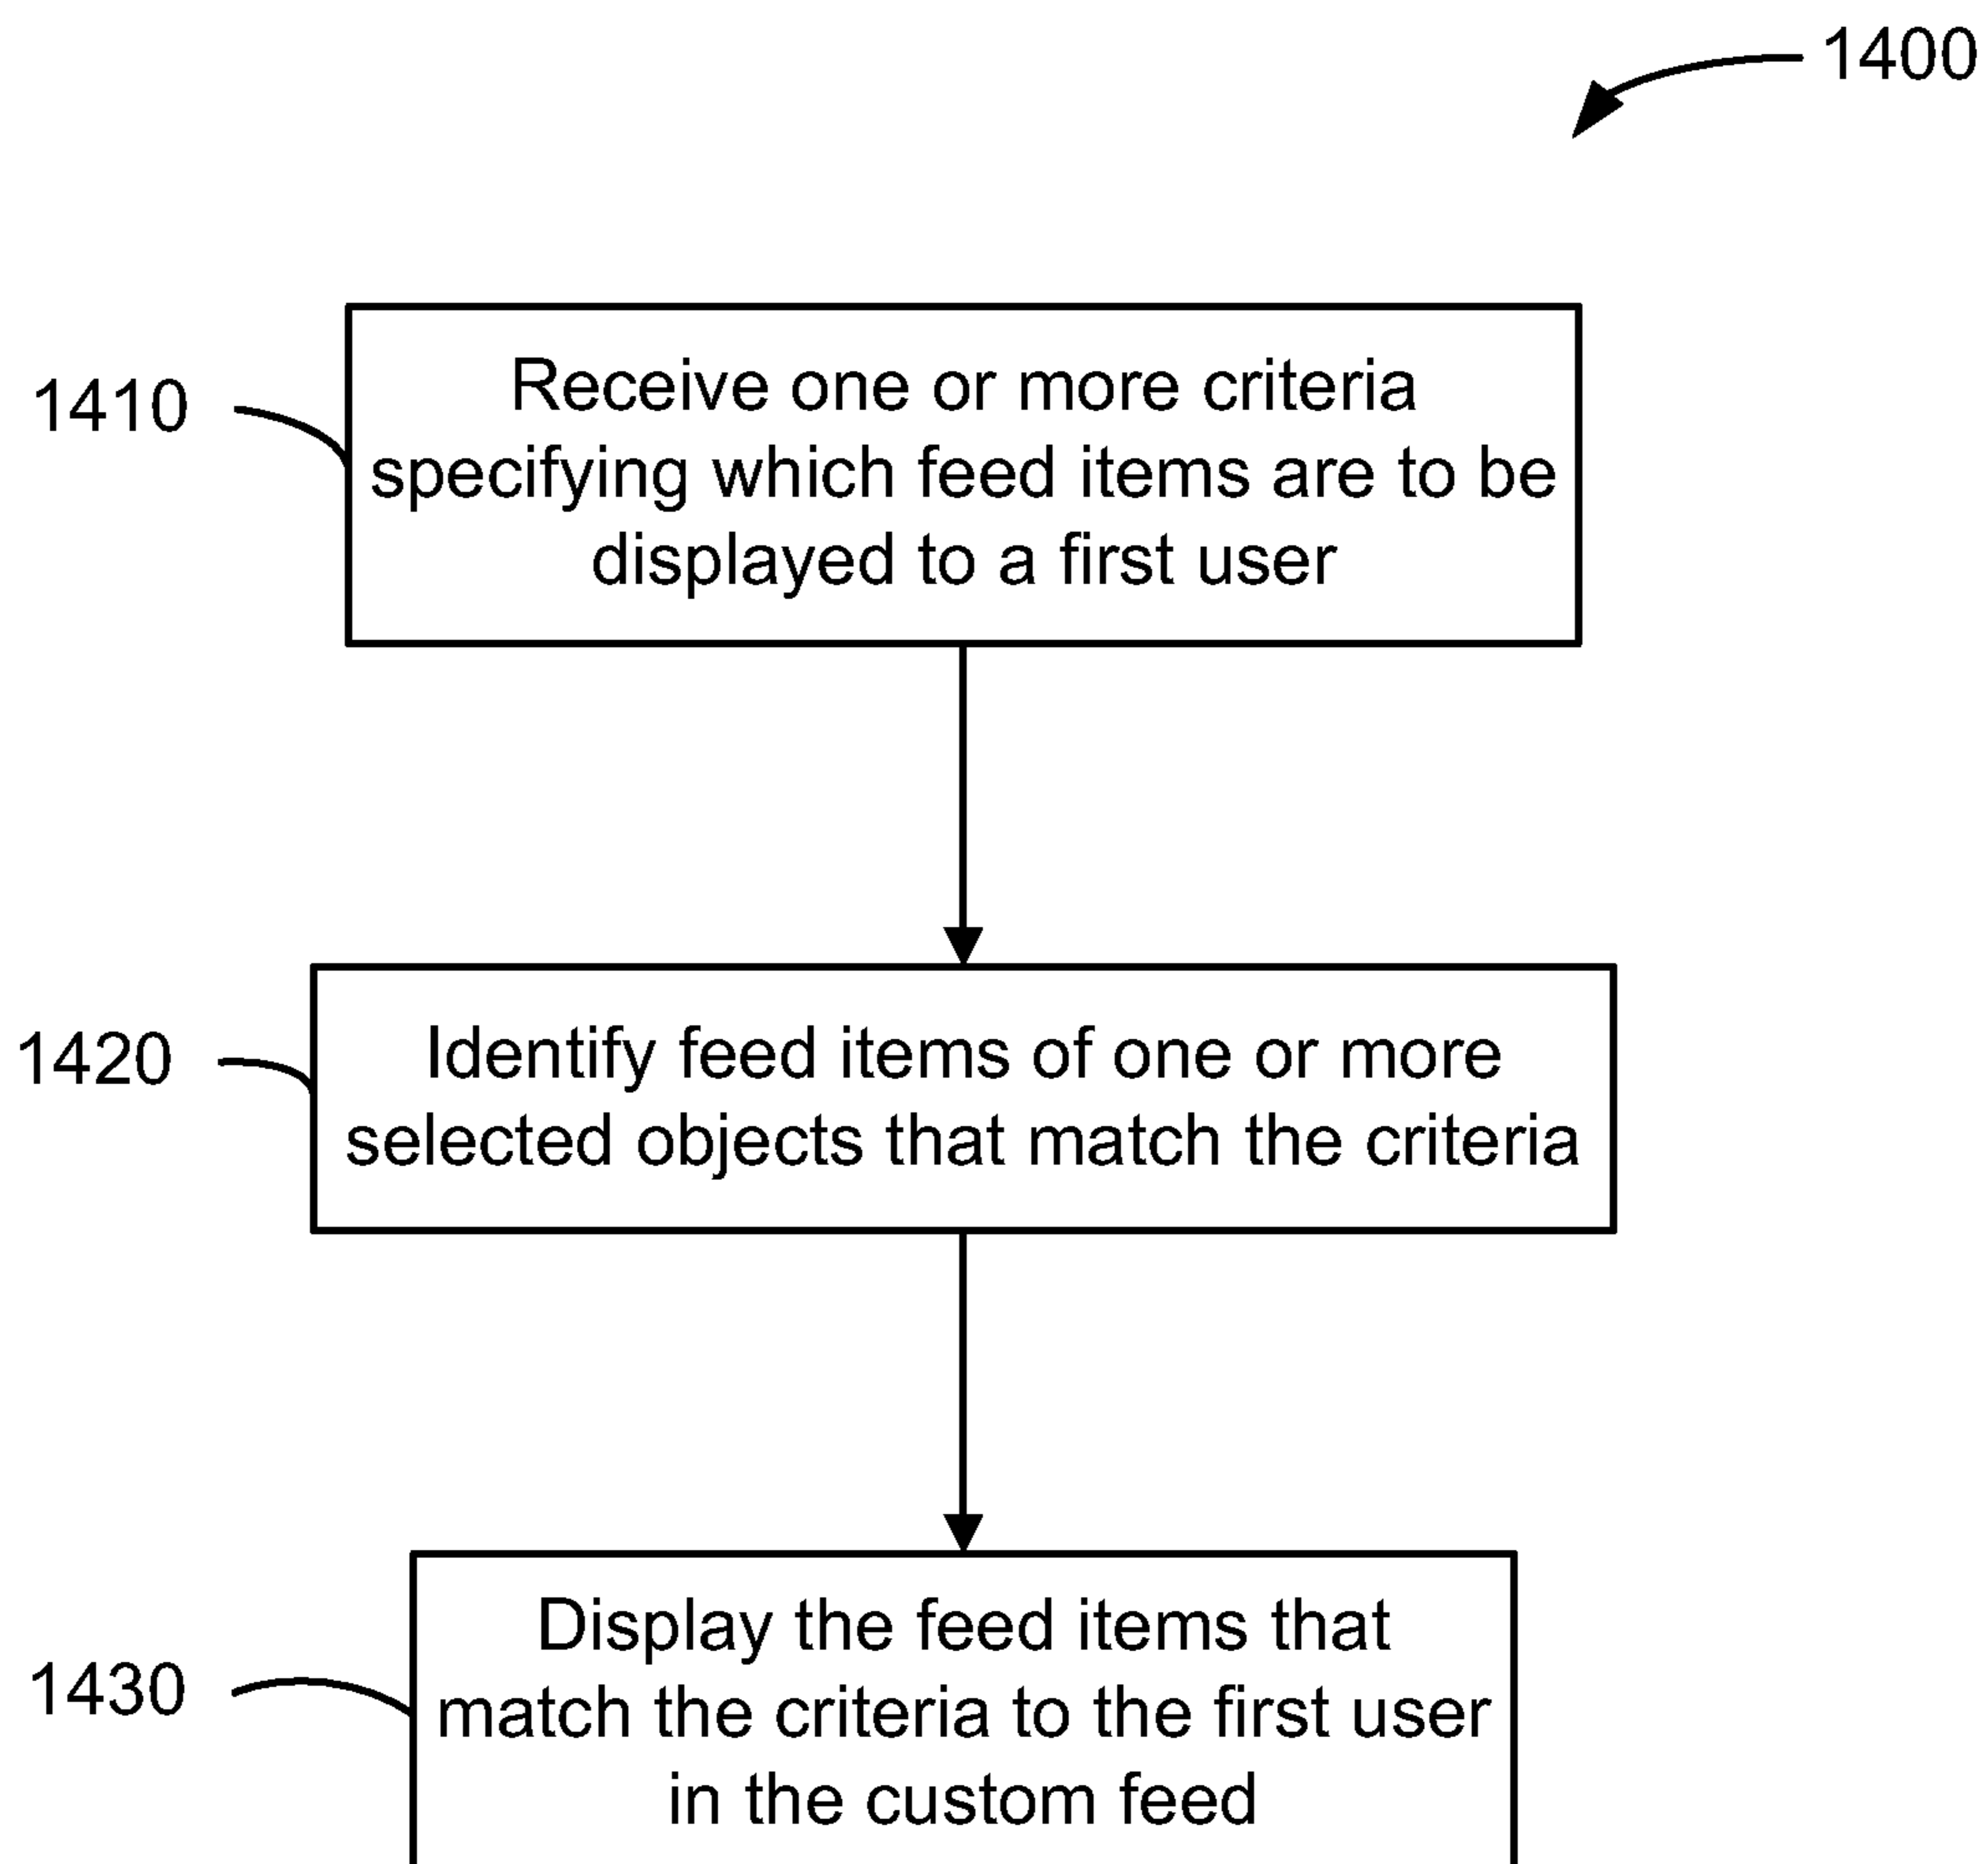 1400
1410
Receive one or more criteria
specifying which feed items are to be
displayed to a first user
1420
Identify feed items of one or more
selected objects that match the criteria
1430
Display the feed items that
match the criteria to the first user
in the custom feed